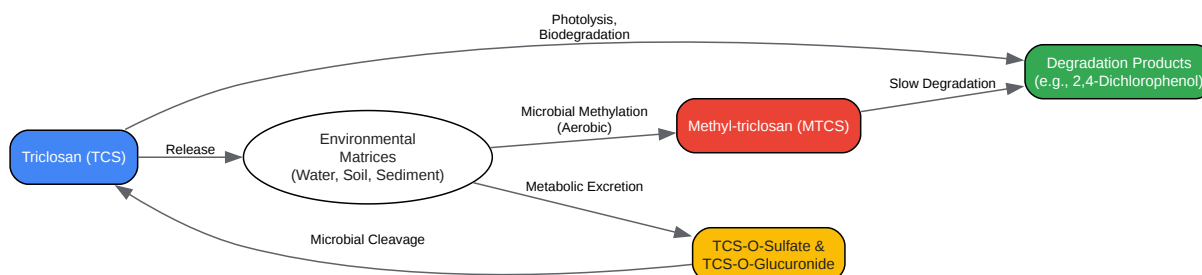 Photolysis,
Biodegradation
Degradation Products
(e.g., 2,4-Dichlorophenol)
Slow Degradation
Microbial Methylation
(Aerobic)
Methyl-triclosan (MTCS)
Triclosan (TCS)
Release
Environmental
Matrices
(Water, Soil, Sediment)
Metabolic Excretion
Microbial Cleavage
TCS-O-Sulfate &
TCS-O-Glucuronide